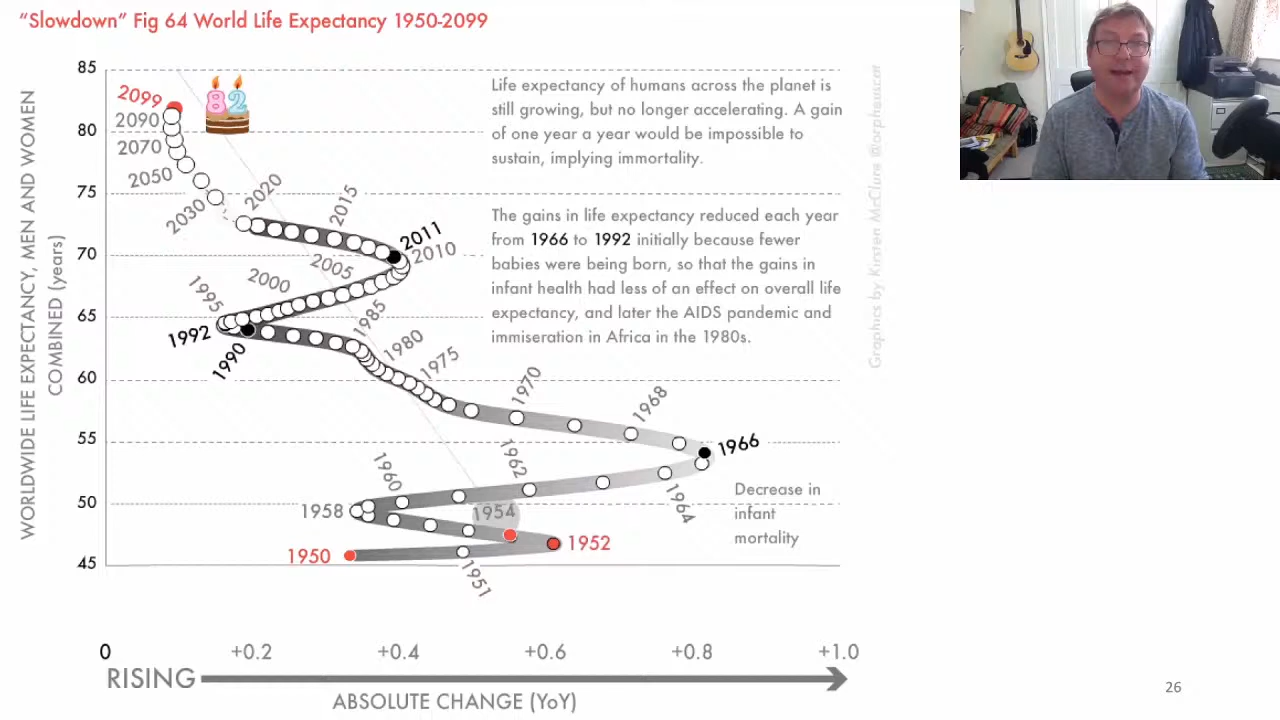 "Slowdown" Fig 64 World Life Expectancy 1950-2099
WORLDWIDE LIFE EXPECTANCY, MEN AND WOMEN
COMBINED (years)
85
80
75
70
65
60
55
50
45
2099
2090
2070
2050
2030
2020
2015
2011
2010
2005
2000
1995
1992
1990
1985
1980
1975
1970
1968
1966
1964
1962
1960
1958
1954
1952
1951
1950
82
Life expectancy of humans across the planet is
still growing, but no longer accelerating. A gain
of one year a year would be impossible to
sustain, implying immortality.
The gains in life expectancy reduced each year
from 1966 to 1992 initially because fewer
babies were being born, so that the gains in
infant health had less of an effect on overall life
expectancy, and later the AIDS pandemic and
immiseration in Africa in the 1980s.
Decrease in
infant
mortality
Graphics by Kirsten McClure @orpheuscat
0
+0.2
+0.4
+0.6
+0.8
+1.0
RISING
ABSOLUTE CHANGE (YoY)
26